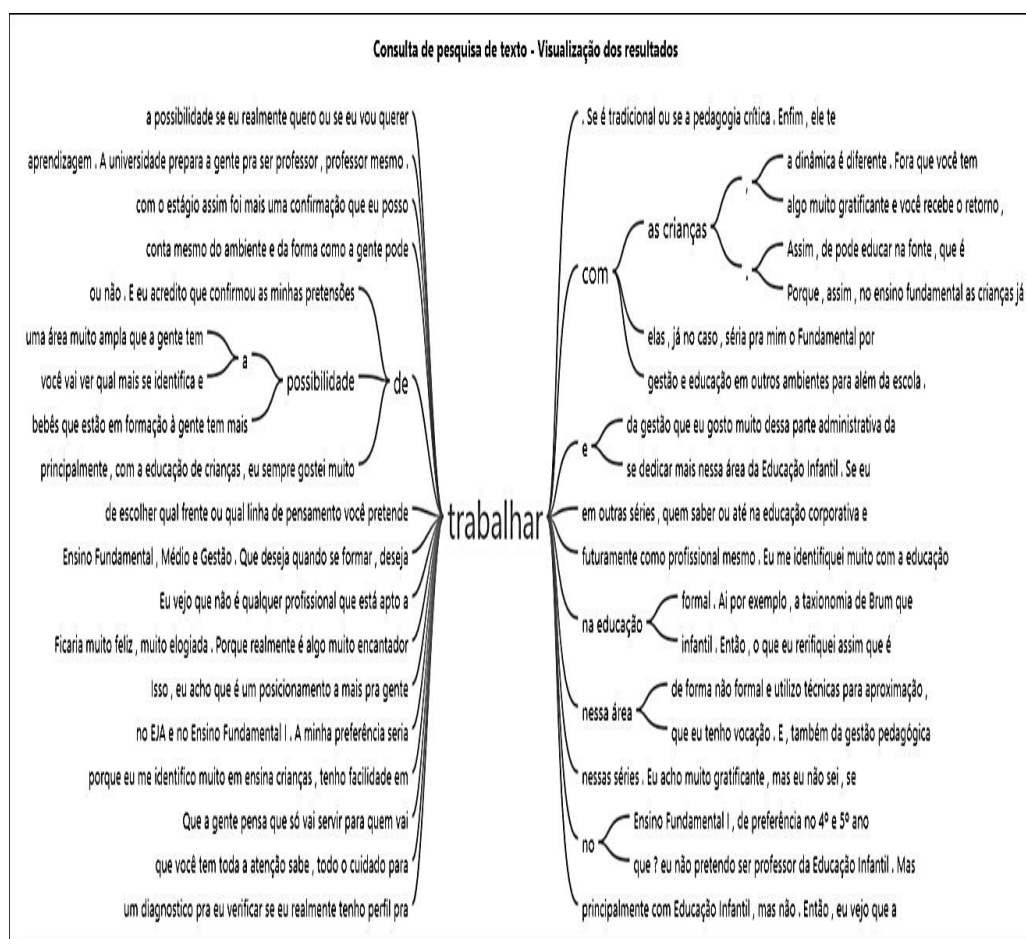 Consulta de pesquisa de texto - Visualização dos resultados
a possibilidade se eu realmente quero ou se eu vou querer
aprendizagem . A universidade prepara a gente pra ser professor , professor mesmo .
com o estágio assim foi mais uma confirmação que eu posso
conta mesmo do ambiente e da forma como a gente pode
ou não . E eu acredito que confirmou as minhas pretensões
uma área muito ampla que a gente tem
você vai ver qual mais se identifica e
a
bebês que estão em formação à gente tem mais
possibilidade
principalmente , com a educação de crianças , eu sempre gostei muito
de
de escolher qual frente ou qual linha de pensamento você pretende
Ensino Fundamental , Médio e Gestão . Que deseja quando se formar , deseja
Eu vejo que não é qualquer profissional que está apto a
Ficaria muito feliz , muito elogiada . Porque realmente é algo muito encantador
Isso , eu acho que é um posicionamento a mais pra gente
no EJA e no Ensino Fundamental I . A minha preferência seria
porque eu me identifico muito em ensina crianças , tenho facilidade em
Que a gente pensa que só vai servir para quem vai
que você tem toda a atenção sabe , todo o cuidado para
um diagnostico pra eu verificar se eu realmente tenho perfil pra
trabalhar
. Se é tradicional ou se a pedagogia crítica . Enfim , ele te
com
as crianças
,
a dinâmica é diferente . Fora que você tem
algo muito gratificante e você recebe o retorno ,
.
Assim , de pode educar na fonte , que é
Porque , assim , no ensino fundamental as crianças já
elas , já no caso , séria pra mim o Fundamental por
gestão e educação em outros ambientes para além da escola .
e
da gestão que eu gosto muito dessa parte administrativa da
se dedicar mais nessa área da Educação Infantil . Se eu
em outras séries , quem saber ou até na educação corporativa e
futuramente como profissional mesmo . Eu me identifiquei muito com a educação
na educação
formal . Ai por exemplo , a taxionomia de Brum que
infantil . Então , o que eu rerifiquei assim que é
nessa área
de forma não formal e utilizo técnicas para aproximação ,
que eu tenho vocação . E , também da gestão pedagógica
nessas séries . Eu acho muito gratificante , mas eu não sei , se
no
Ensino Fundamental I , de preferência no 4º e 5º ano
que ? eu não pretendo ser professor da Educação Infantil . Mas
principalmente com Educação Infantil , mas não . Então , eu vejo que a